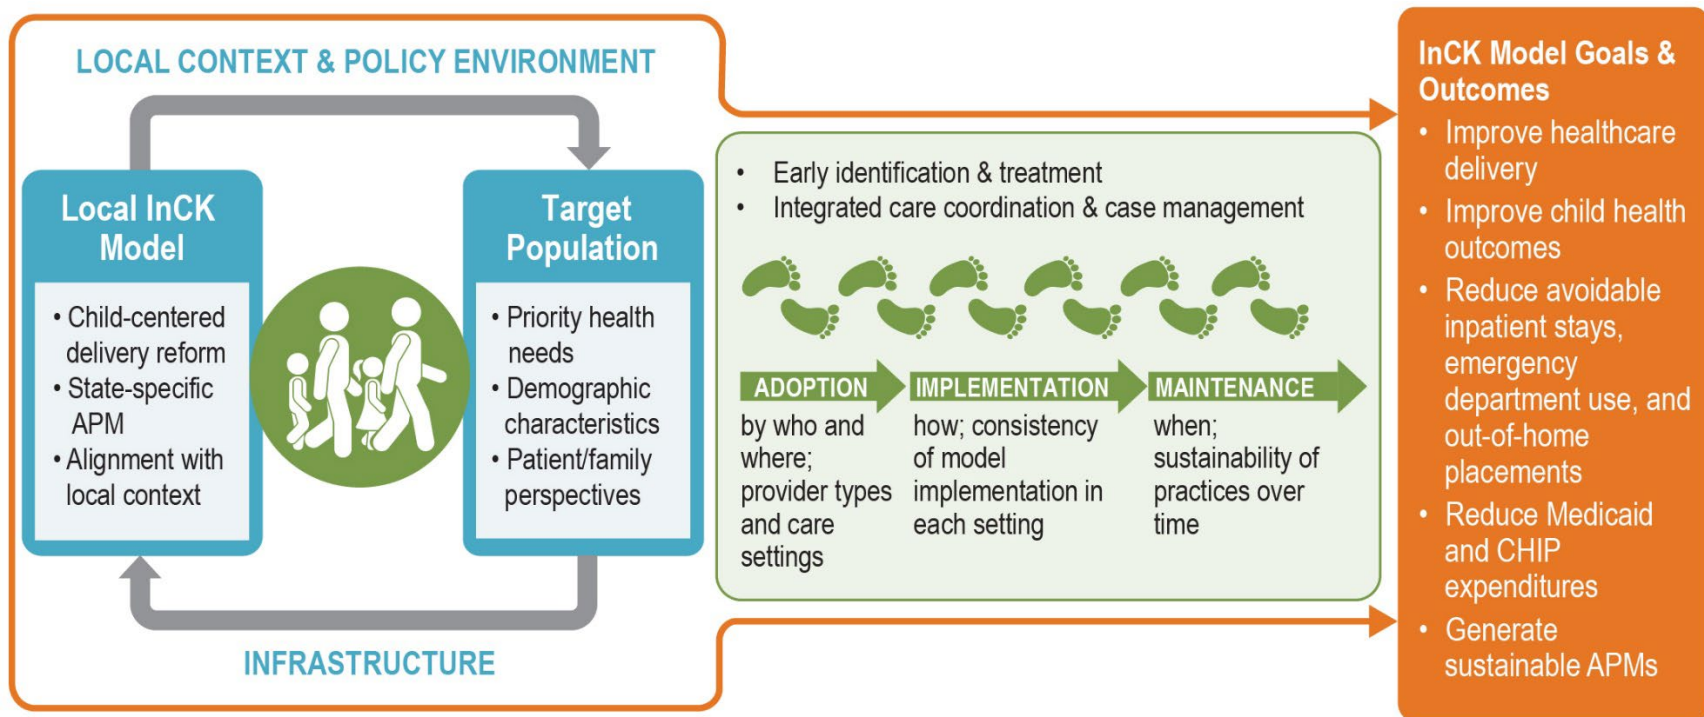 LOCAL CONTEXT & POLICY ENVIRONMENT
Local InCK
Model
• Child-centered
delivery reform
• State-specific
APM
• Alignment with
local context
Target
Population
• Priority health
needs
• Demographic
characteristics
• Patient/family
perspectives
INFRASTRUCTURE
• Early identification & treatment
• Integrated care coordination & case management
ADOPTION
by who and
where;
provider types
and care
settings
IMPLEMENTATION
how; consistency
of model
implementation in
each setting
MAINTENANCE
when;
sustainability of
practices over
time
InCK Model Goals &
Outcomes
• Improve healthcare
delivery
• Improve child health
outcomes
• Reduce avoidable
inpatient stays,
emergency
department use, and
out-of-home
placements
• Reduce Medicaid
and CHIP
expenditures
• Generate
sustainable APMs